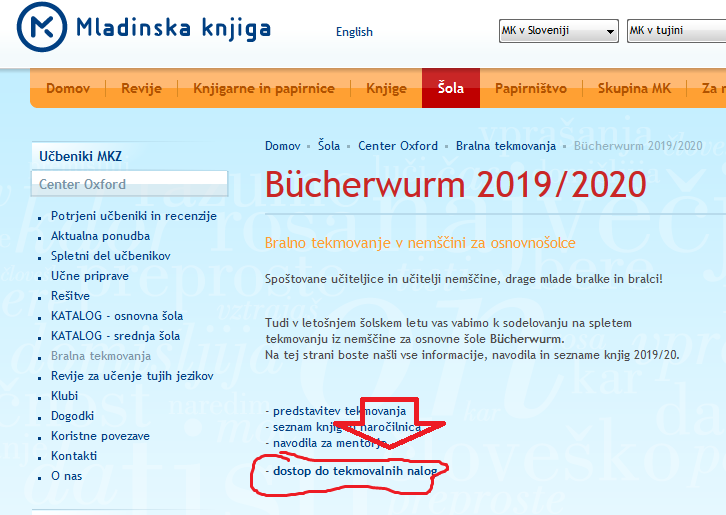 Mladinska knjiga
English
MK v Sloveniji
MK v tujini
Domov
Revije
Knjigarne in papirnice
Knjige
Šola
Papirništvo
Skupina MK
Za
Učbeniki MKZ
Center Oxford
Potrjeni učbeniki in recenzije
Aktualna ponudba
Spletni del učbenikov
Učne priprave
Rešitve
KATALOG - osnovna šola
KATALOG - srednja šola
Bralna tekmovanja
Revije za učenje tujih jezikov
Klubi
Dogodki
Koristne povezave
Kontakti
O nas
Domov • Šola • Center Oxford • Bralna tekmovanja • Bücherwurm 2019/2020
Bücherwurm 2019/2020
Bralno tekmovanje v nemščini za osnovnošolce
Spoštovane učiteljice in učitelji nemščine, drage mlade bralke in bralci!
Tudi v letošnjem šolskem letu vas vabimo k sodelovanju na spletem
tekmovanju iz nemščine za osnovne šole Bücherwurm.
Na tej strani boste našli vse informacije, navodila in sezname knjig 2019/20.
- predstavitev tekmovanja
- seznam knjig naročilnica
- navodila za mentorje
- dostop do tekmovalnih nalog